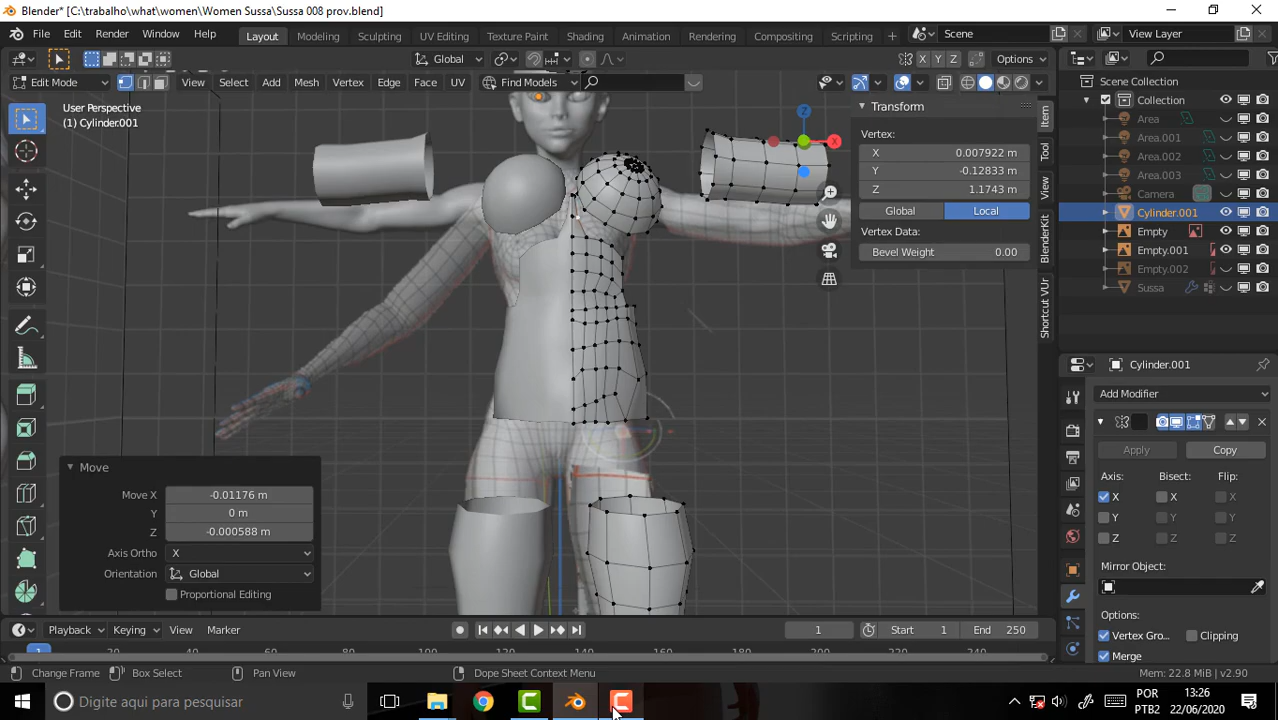 Blender* [C:\trabalho\what\women\Women Sussa\Sussa 008 prov.blend]
File Edit Render Window Help Layout Modeling Sculpting UV Editing Texture Paint Shading Animation Rendering Compositing Scripting + Scene View Layer
Global X Y Z Options
Edit Mode View Select Add Mesh Vertex Edge Face UV Find Models
User Perspective
(1) Cylinder.001
Transform
Vertex:
X 0.007922 m
Y -0.12833 m
Z 1.1743 m
Global Local
Vertex Data:
Bevel Weight 0.00
Item
Tool
View
BlenderKit
Shortcut VUr
Z
X
Scene Collection
Collection
Area
Area.001
Area.002
Area.003
Camera
Cylinder.001
Empty
Empty.001
Empty.002
Sussa
Cylinder.001
Add Modifier
Apply Copy
Axis: Bisect: Flip:
X X X
Y Y Y
Z Z Z
Mirror Object:
Options:
Vertex Gro... Clipping
Merge
Move
Move X -0.01176 m
Y 0 m
Z -0.000588 m
Axis Ortho X
Orientation Global
Proportional Editing
Playback Keying View Marker 1 Start 1 End 250
1 20 40 60 80 100 120 140 160 180 200 220 240
Change Frame Box Select Pan View Dope Sheet Context Menu Mem: 22.8 MiB | v2.90
Digite aqui para pesquisar
POR
PTB2
13:26
22/06/2020